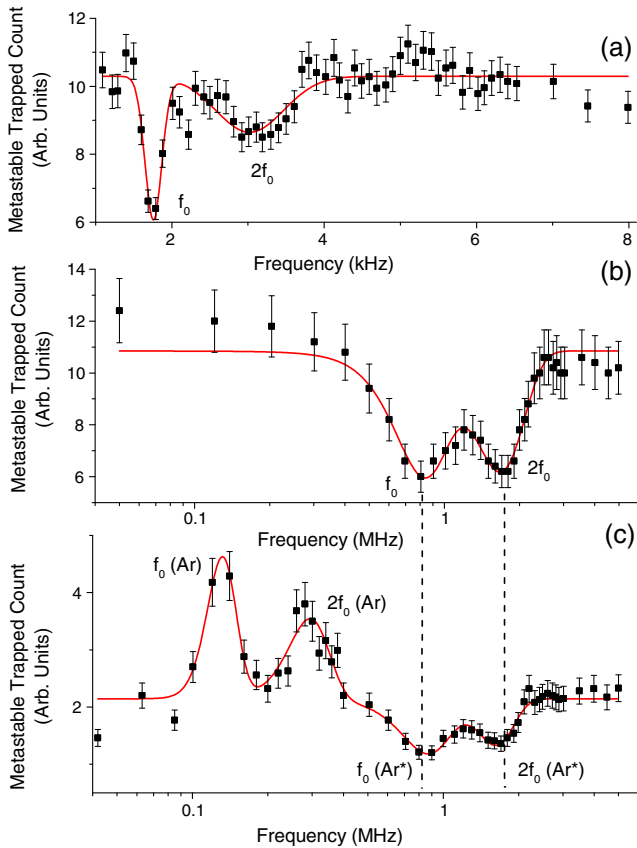 (a)
Metastable Trapped Count
(Arb. Units)
12
10
8
6
f₀
2f₀
2
4
6
8
Frequency (kHz)
(b)
Metastable Trapped Count
(Arb. Units)
14
12
10
8
6
f₀
2f₀
0.1
1
Frequency (MHz)
(c)
Metastable Trapped Count
(Arb. Units)
4
2
f₀ (Ar)
2f₀ (Ar)
f₀ (Ar*)
2f₀ (Ar*)
0.1
1
Frequency (MHz)